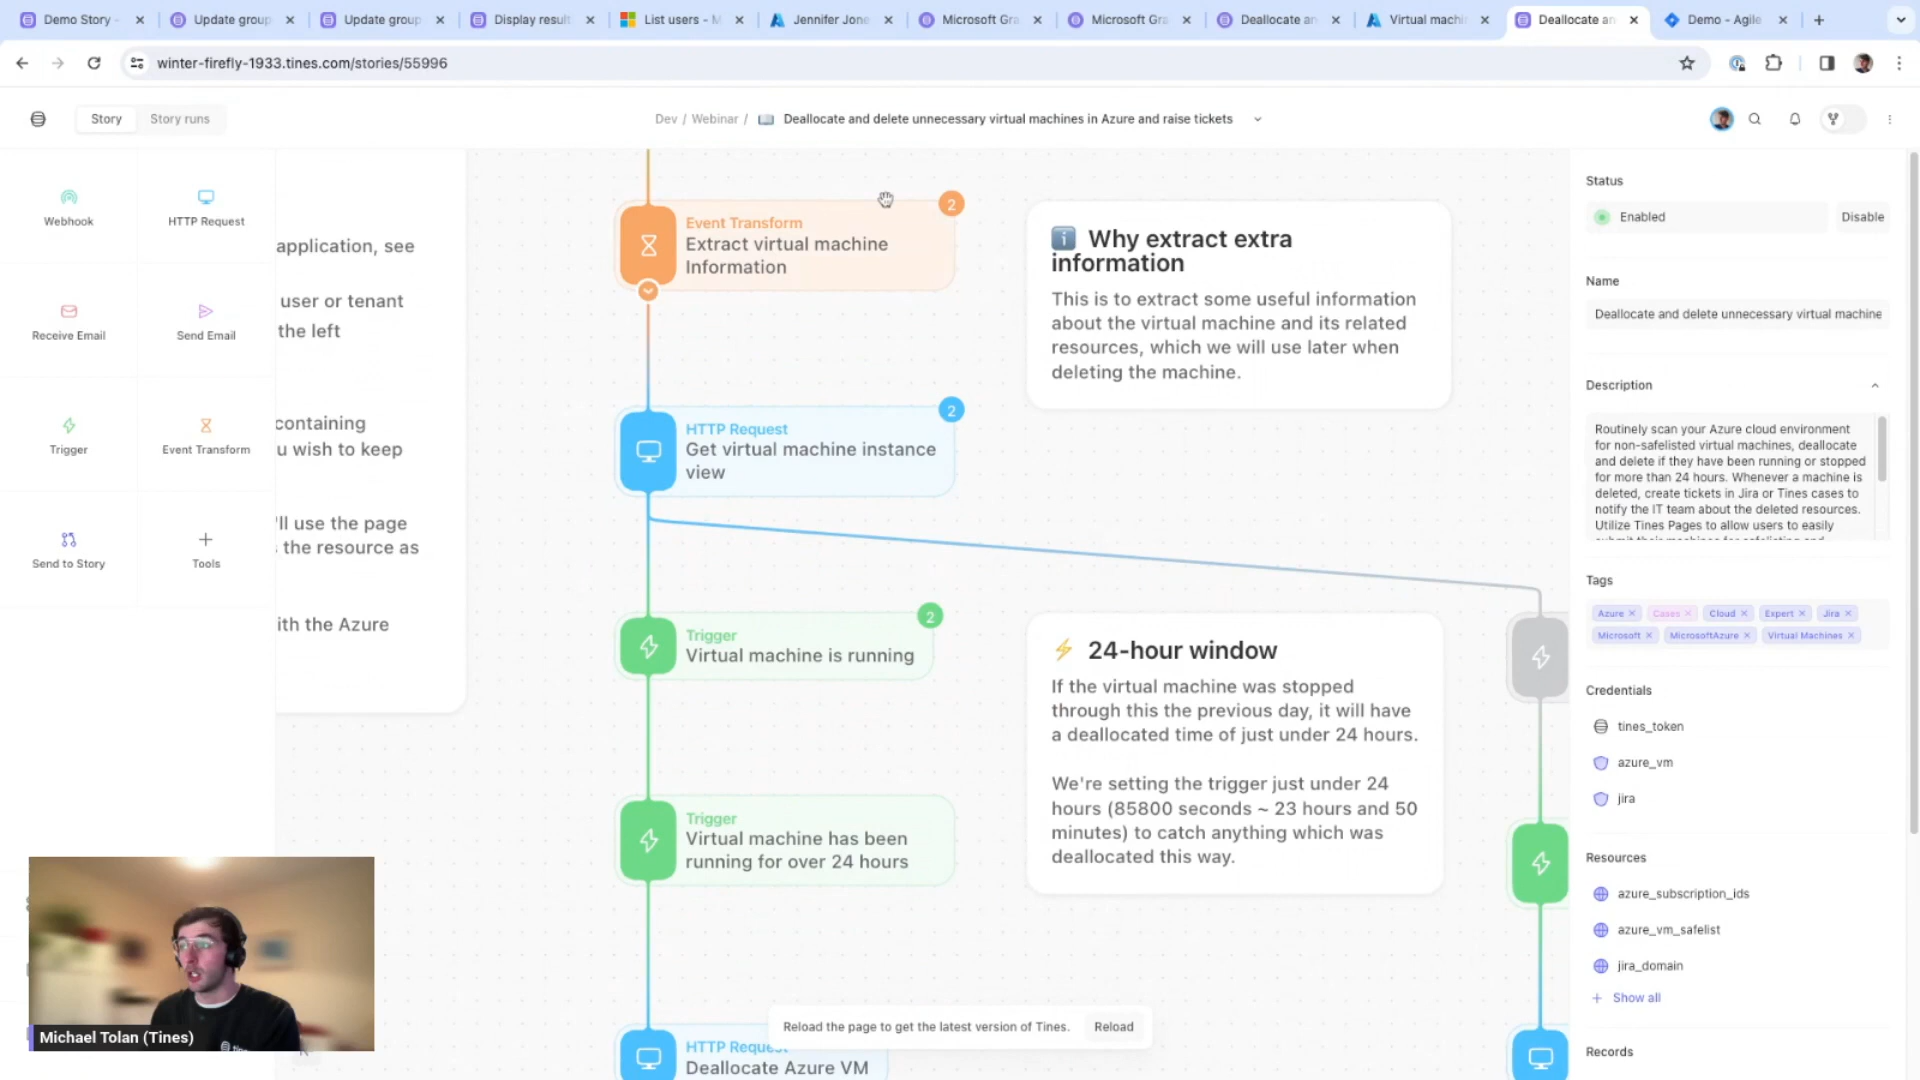 Demo Story -
Update group
Update group
Display result
List users - M
Jennifer Jone
Microsoft Gra
Microsoft Gra
Deallocate an
Virtual machi
Deallocate an
Demo - Agile
winter-firefly-1933.tines.com/stories/55996
Story
Story runs
Dev / Webinar /
Deallocate and delete unnecessary virtual machines in Azure and raise tickets
Webhook
HTTP Request
Receive Email
Send Email
Trigger
Event Transform
Send to Story
Tools
application, see
user or tenant
the left
containing
u wish to keep
'll use the page
the resource as
ith the Azure
2
Event Transform
Extract virtual machine
Information
Why extract extra
information
This is to extract some useful information
about the virtual machine and its related
resources, which we will use later when
deleting the machine.
2
HTTP Request
Get virtual machine instance
view
2
Trigger
Virtual machine is running
24-hour window
If the virtual machine was stopped
through this the previous day, it will have
a deallocated time of just under 24 hours.
We're setting the trigger just under 24
hours (85800 seconds ~ 23 hours and 50
minutes) to catch anything which was
deallocated this way.
Trigger
Virtual machine has been
running for over 24 hours
HTTP Request
Deallocate Azure VM
Reload the page to get the latest version of Tines.
Reload
Status
Enabled
Disable
Name
Deallocate and delete unnecessary virtual machine
Description
Routinely scan your Azure cloud environment
for non-safelisted virtual machines, deallocate
and delete if they have been running or stopped
for more than 24 hours. Whenever a machine is
deleted, create tickets in Jira or Tines cases to
notify the IT team about the deleted resources.
Utilize Tines Pages to allow users to easily
submit their machines for safelisting and
Tags
Azure
Cases
Cloud
Expert
Jira
Microsoft
MicrosoftAzure
Virtual Machines
Credentials
tines_token
azure_vm
jira
Resources
azure_subscription_ids
azure_vm_safelist
jira_domain
Show all
Records
Michael Tolan (Tines)